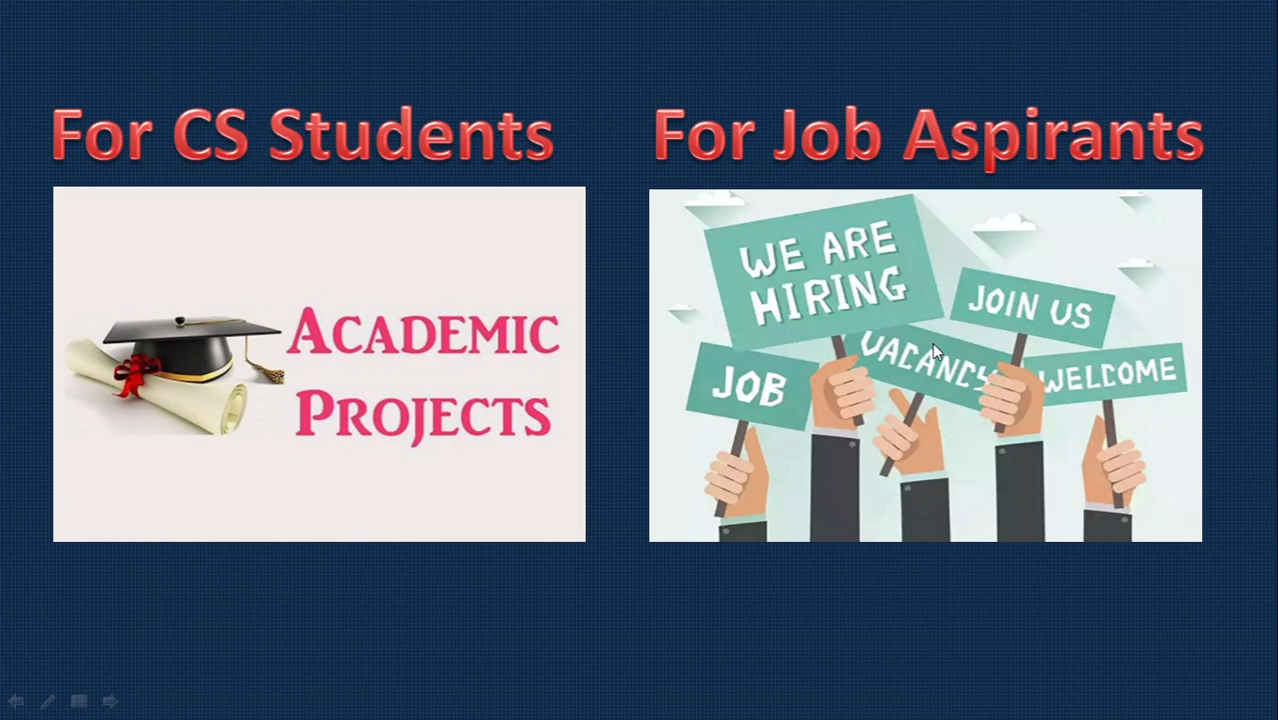 For CS Students
For Job Aspirants
ACADEMIC
PROJECTS
WE ARE
HIRING
JOIN US
VACANCY
JOB
WELCOME